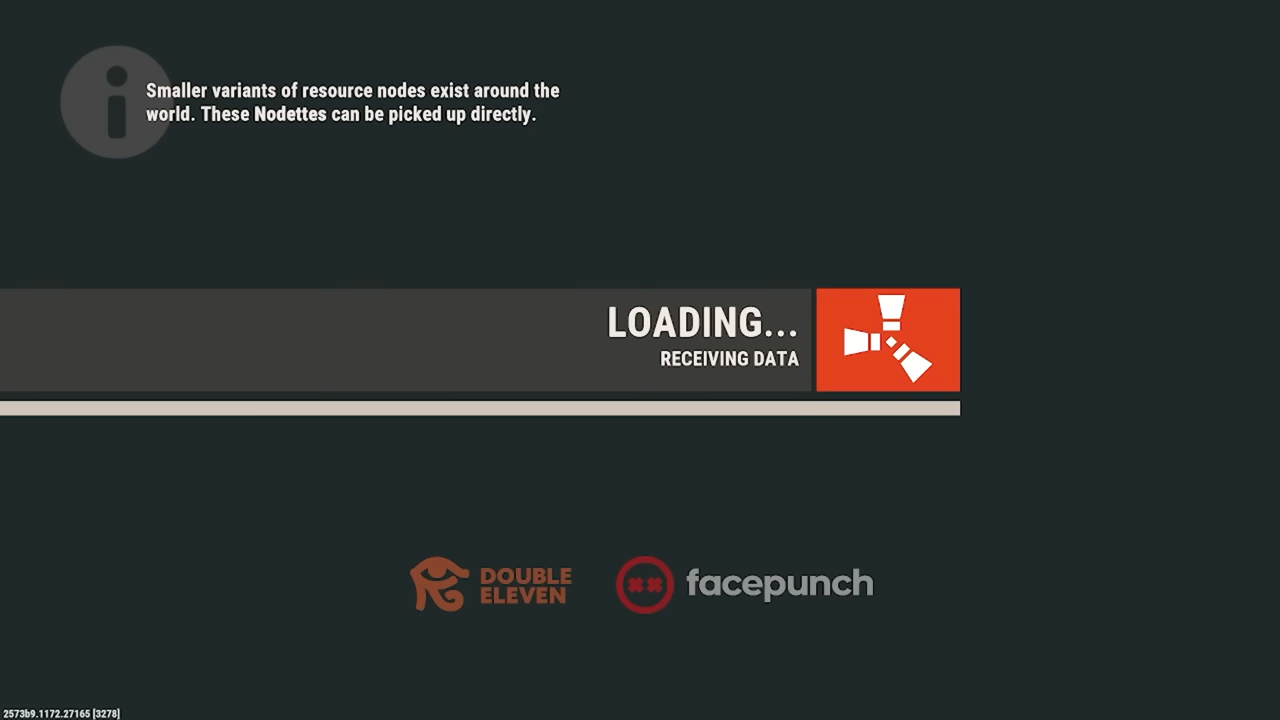 Smaller variants of resource nodes exist around the
world. These Nodettes can be picked up directly.
LOADING...
RECEIVING DATA
DOUBLE
ELEVEN
facepunch
2573b9.1172.27165 [3278]